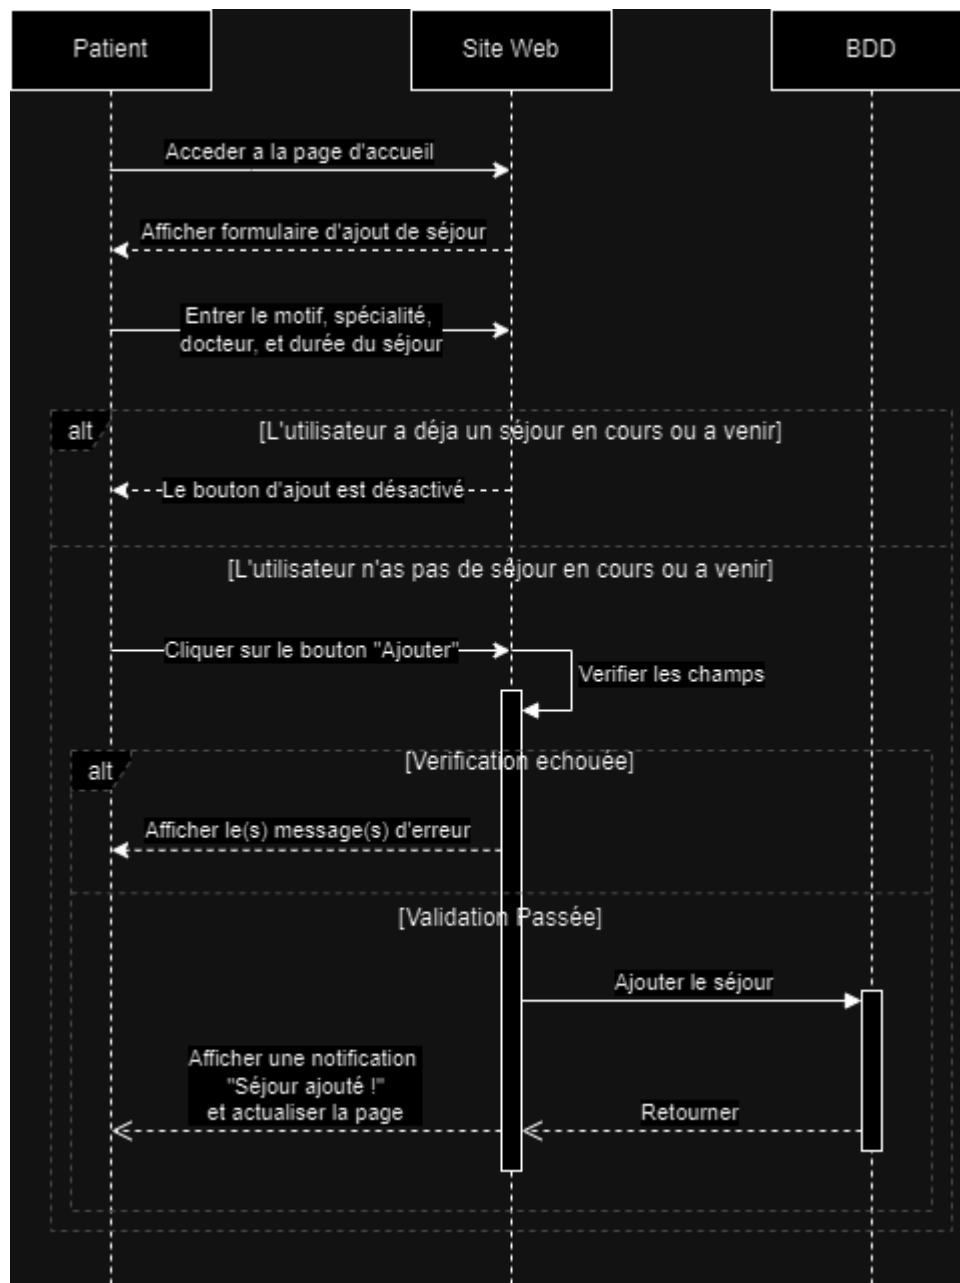 Patient
Site Web
BDD
Acceder a la page d'accueil
Afficher formulaire d'ajout de séjour
Entrer le motif, spécialité,
docteur, et durée du séjour
alt
[L'utilisateur a déja un séjour en cours ou a venir]
Le bouton d'ajout est désactivé
[L'utilisateur n'as pas de séjour en cours ou a venir]
Cliquer sur le bouton "Ajouter"
Verifier les champs
alt
[Verification echouée]
Afficher le(s) message(s) d'erreur
[Validation Passée]
Ajouter le séjour
Afficher une notification
"Séjour ajouté !"
et actualiser la page
Retourner